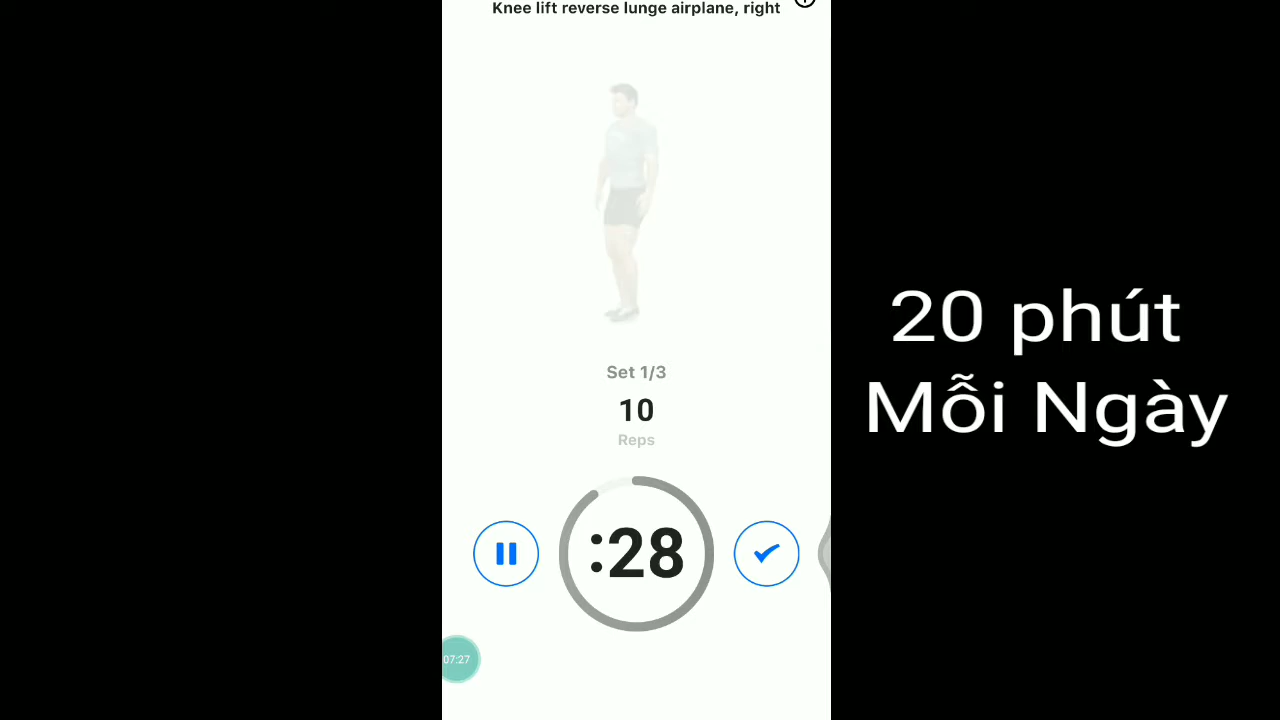 Knee lift reverse lunge airplane, right
Set 1/3
10
Reps
:28
07:27
20 phút
Mỗi Ngày